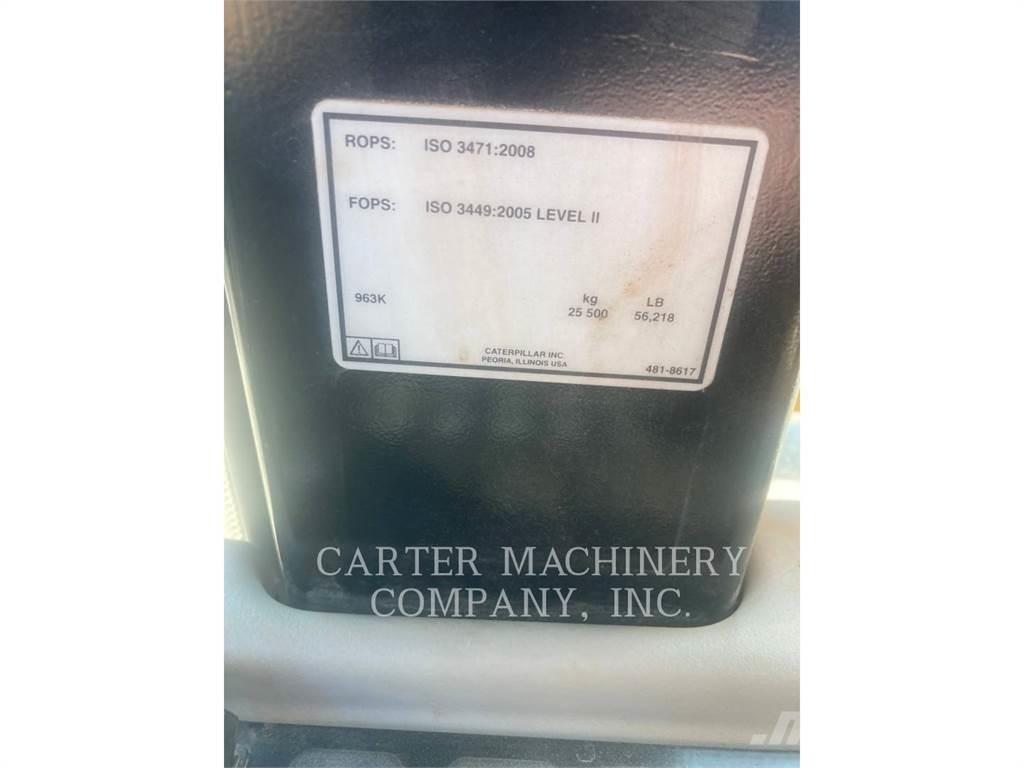 ROPS: ISO 3471:2008
FOPS: ISO 3449:2005 LEVEL II
963K kg LB
25 500 56,218
CATERPILLAR INC.
PEORIA, ILLINOIS USA
481-8617
CARTER MACHINERY
COMPANY, INC.